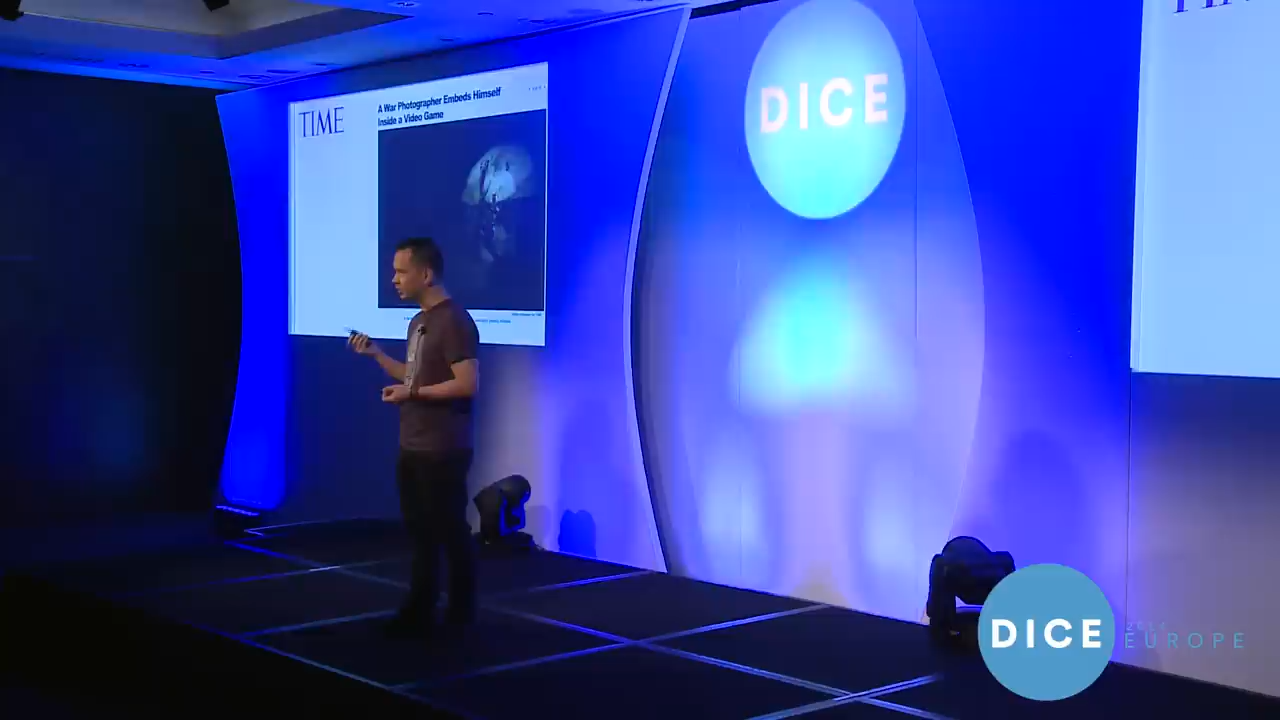 TIME
A War Photographer Embeds Himself
Inside a Video Game
DICE
DICE
EUROPE